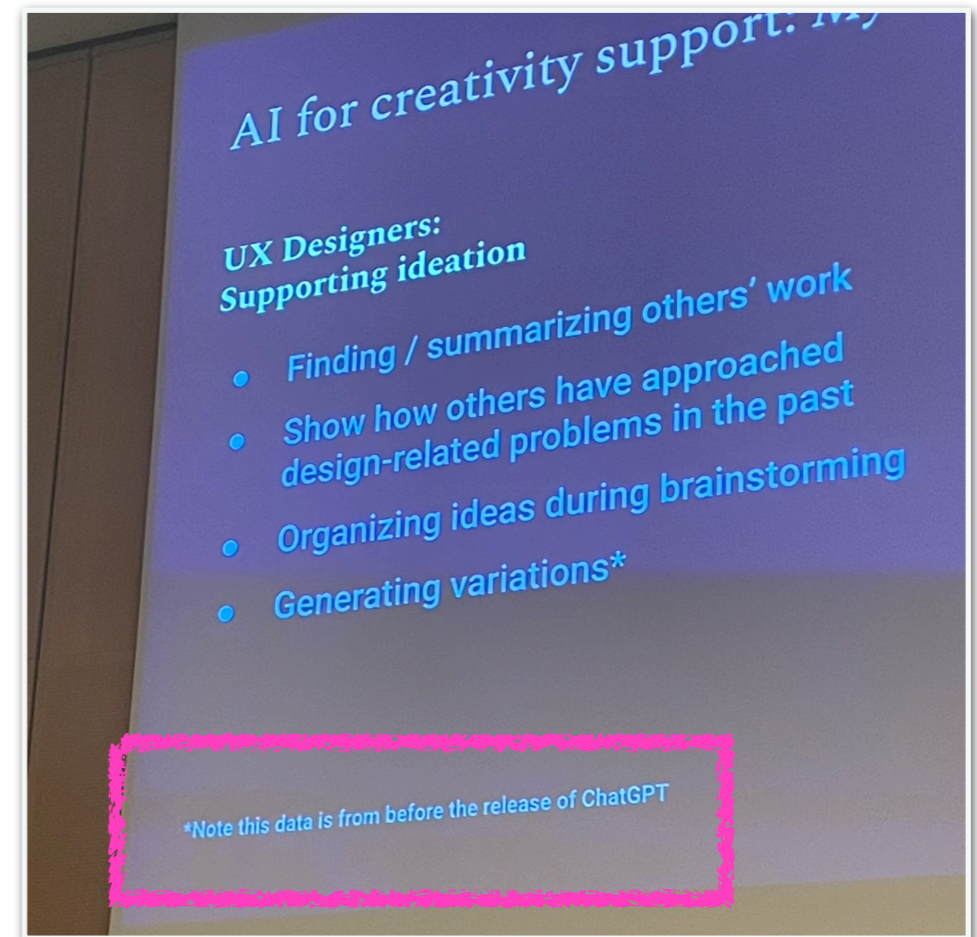 AI for creativity support: My
UX Designers:
Supporting ideation
Finding / summarizing others’ work
Show how others have approached
design-related problems in the past
Organizing ideas during brainstorming
Generating variations*
*Note this data is from before the release of ChatGPT